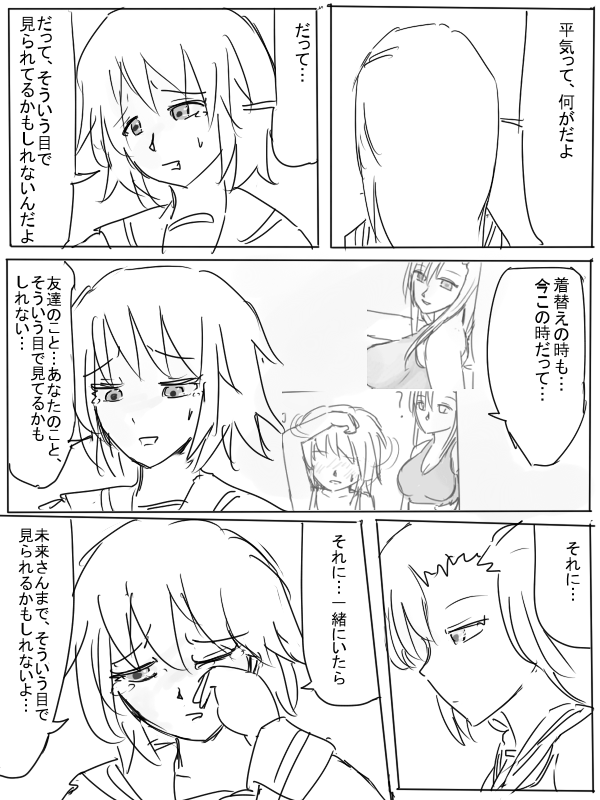 平気って、何がだよ
だって…
だって、そういう目で
見られてるかもしれないんだよ
着替えの時も…
今この時だって…
友達のこと…あなたのこと、
そういう目で見てるかも
しれない…
それに…
それに…一緒にいたら
未来さんまで、そういう目で
見られるかもしれないよ…